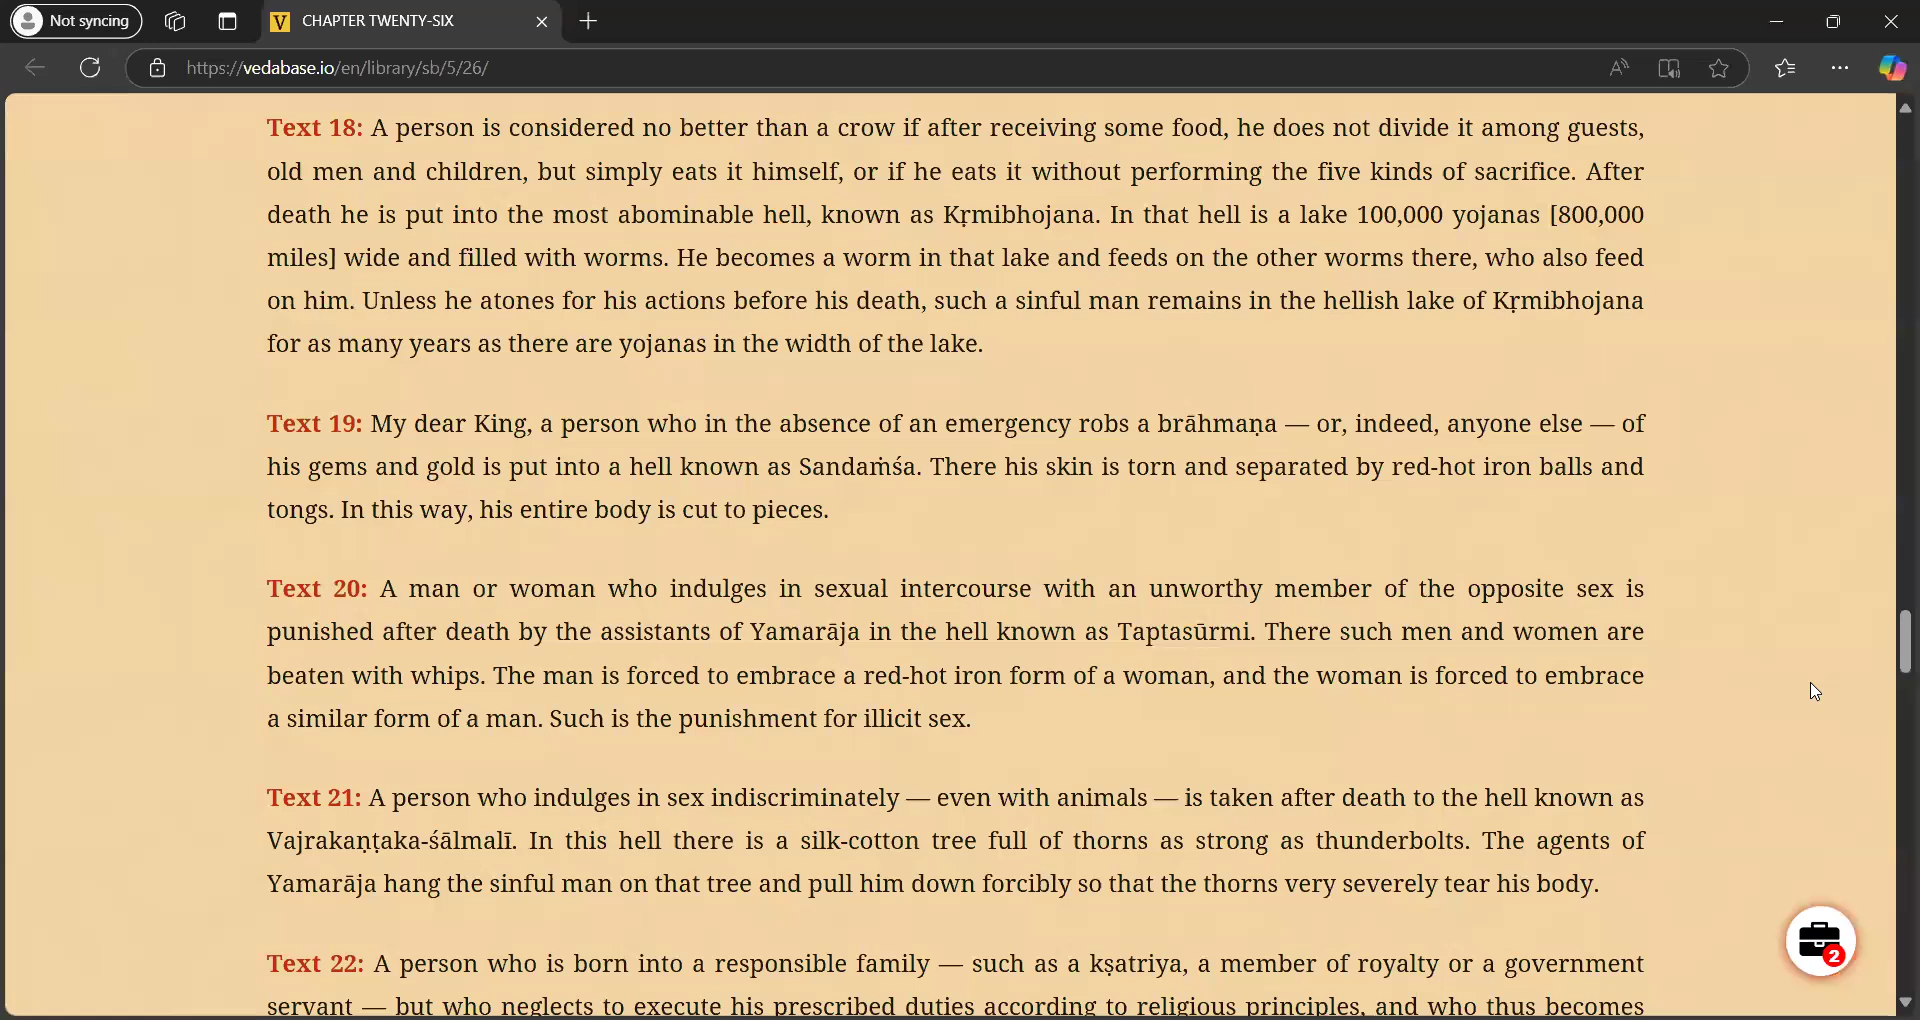 Not syncing
CHAPTER TWENTY-SIX
https://vedabase.io/en/library/sb/5/26/
Text 18: A person is considered no better than a crow if after receiving some food, he does not divide it among guests,
old men and children, but simply eats it himself, or if he eats it without performing the five kinds of sacrifice. After
death he is put into the most abominable hell, known as Kṛmibhojana. In that hell is a lake 100,000 yojanas [800,000
miles] wide and filled with worms. He becomes a worm in that lake and feeds on the other worms there, who also feed
on him. Unless he atones for his actions before his death, such a sinful man remains in the hellish lake of Kṛmibhojana
for as many years as there are yojanas in the width of the lake.
Text 19: My dear King, a person who in the absence of an emergency robs a brāhmaṇa — or, indeed, anyone else — of
his gems and gold is put into a hell known as Sandaṁśa. There his skin is torn and separated by red-hot iron balls and
tongs. In this way, his entire body is cut to pieces.
Text 20: A man or woman who indulges in sexual intercourse with an unworthy member of the opposite sex is
punished after death by the assistants of Yamarāja in the hell known as Taptasūrmi. There such men and women are
beaten with whips. The man is forced to embrace a red-hot iron form of a woman, and the woman is forced to embrace
a similar form of a man. Such is the punishment for illicit sex.
Text 21: A person who indulges in sex indiscriminately — even with animals — is taken after death to the hell known as
Vajrakaṇṭaka-śālmalī. In this hell there is a silk-cotton tree full of thorns as strong as thunderbolts. The agents of
Yamarāja hang the sinful man on that tree and pull him down forcibly so that the thorns very severely tear his body.
Text 22: A person who is born into a responsible family — such as a kṣatriya, a member of royalty or a government
servant — but who neglects to execute his prescribed duties according to religious principles, and who thus becomes
2